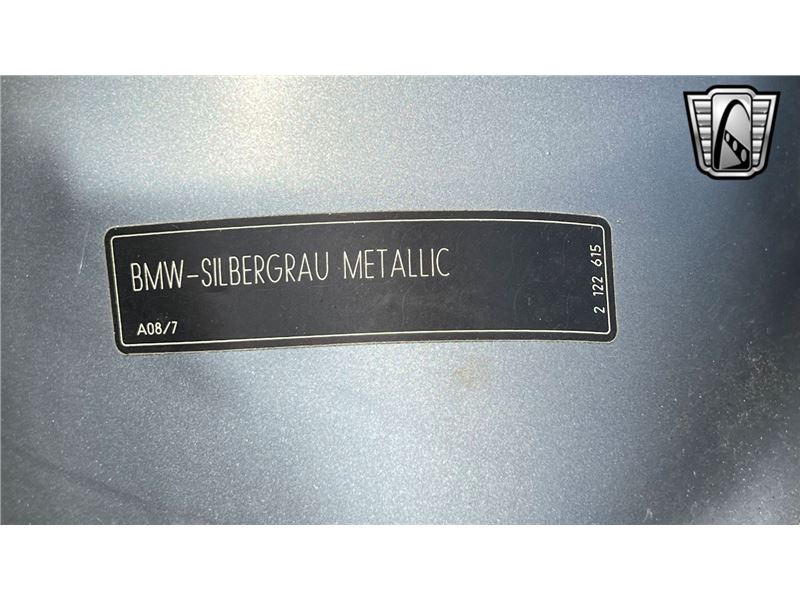 BMW-SILBERGRAU METALLIC
A08/7
2 122 615